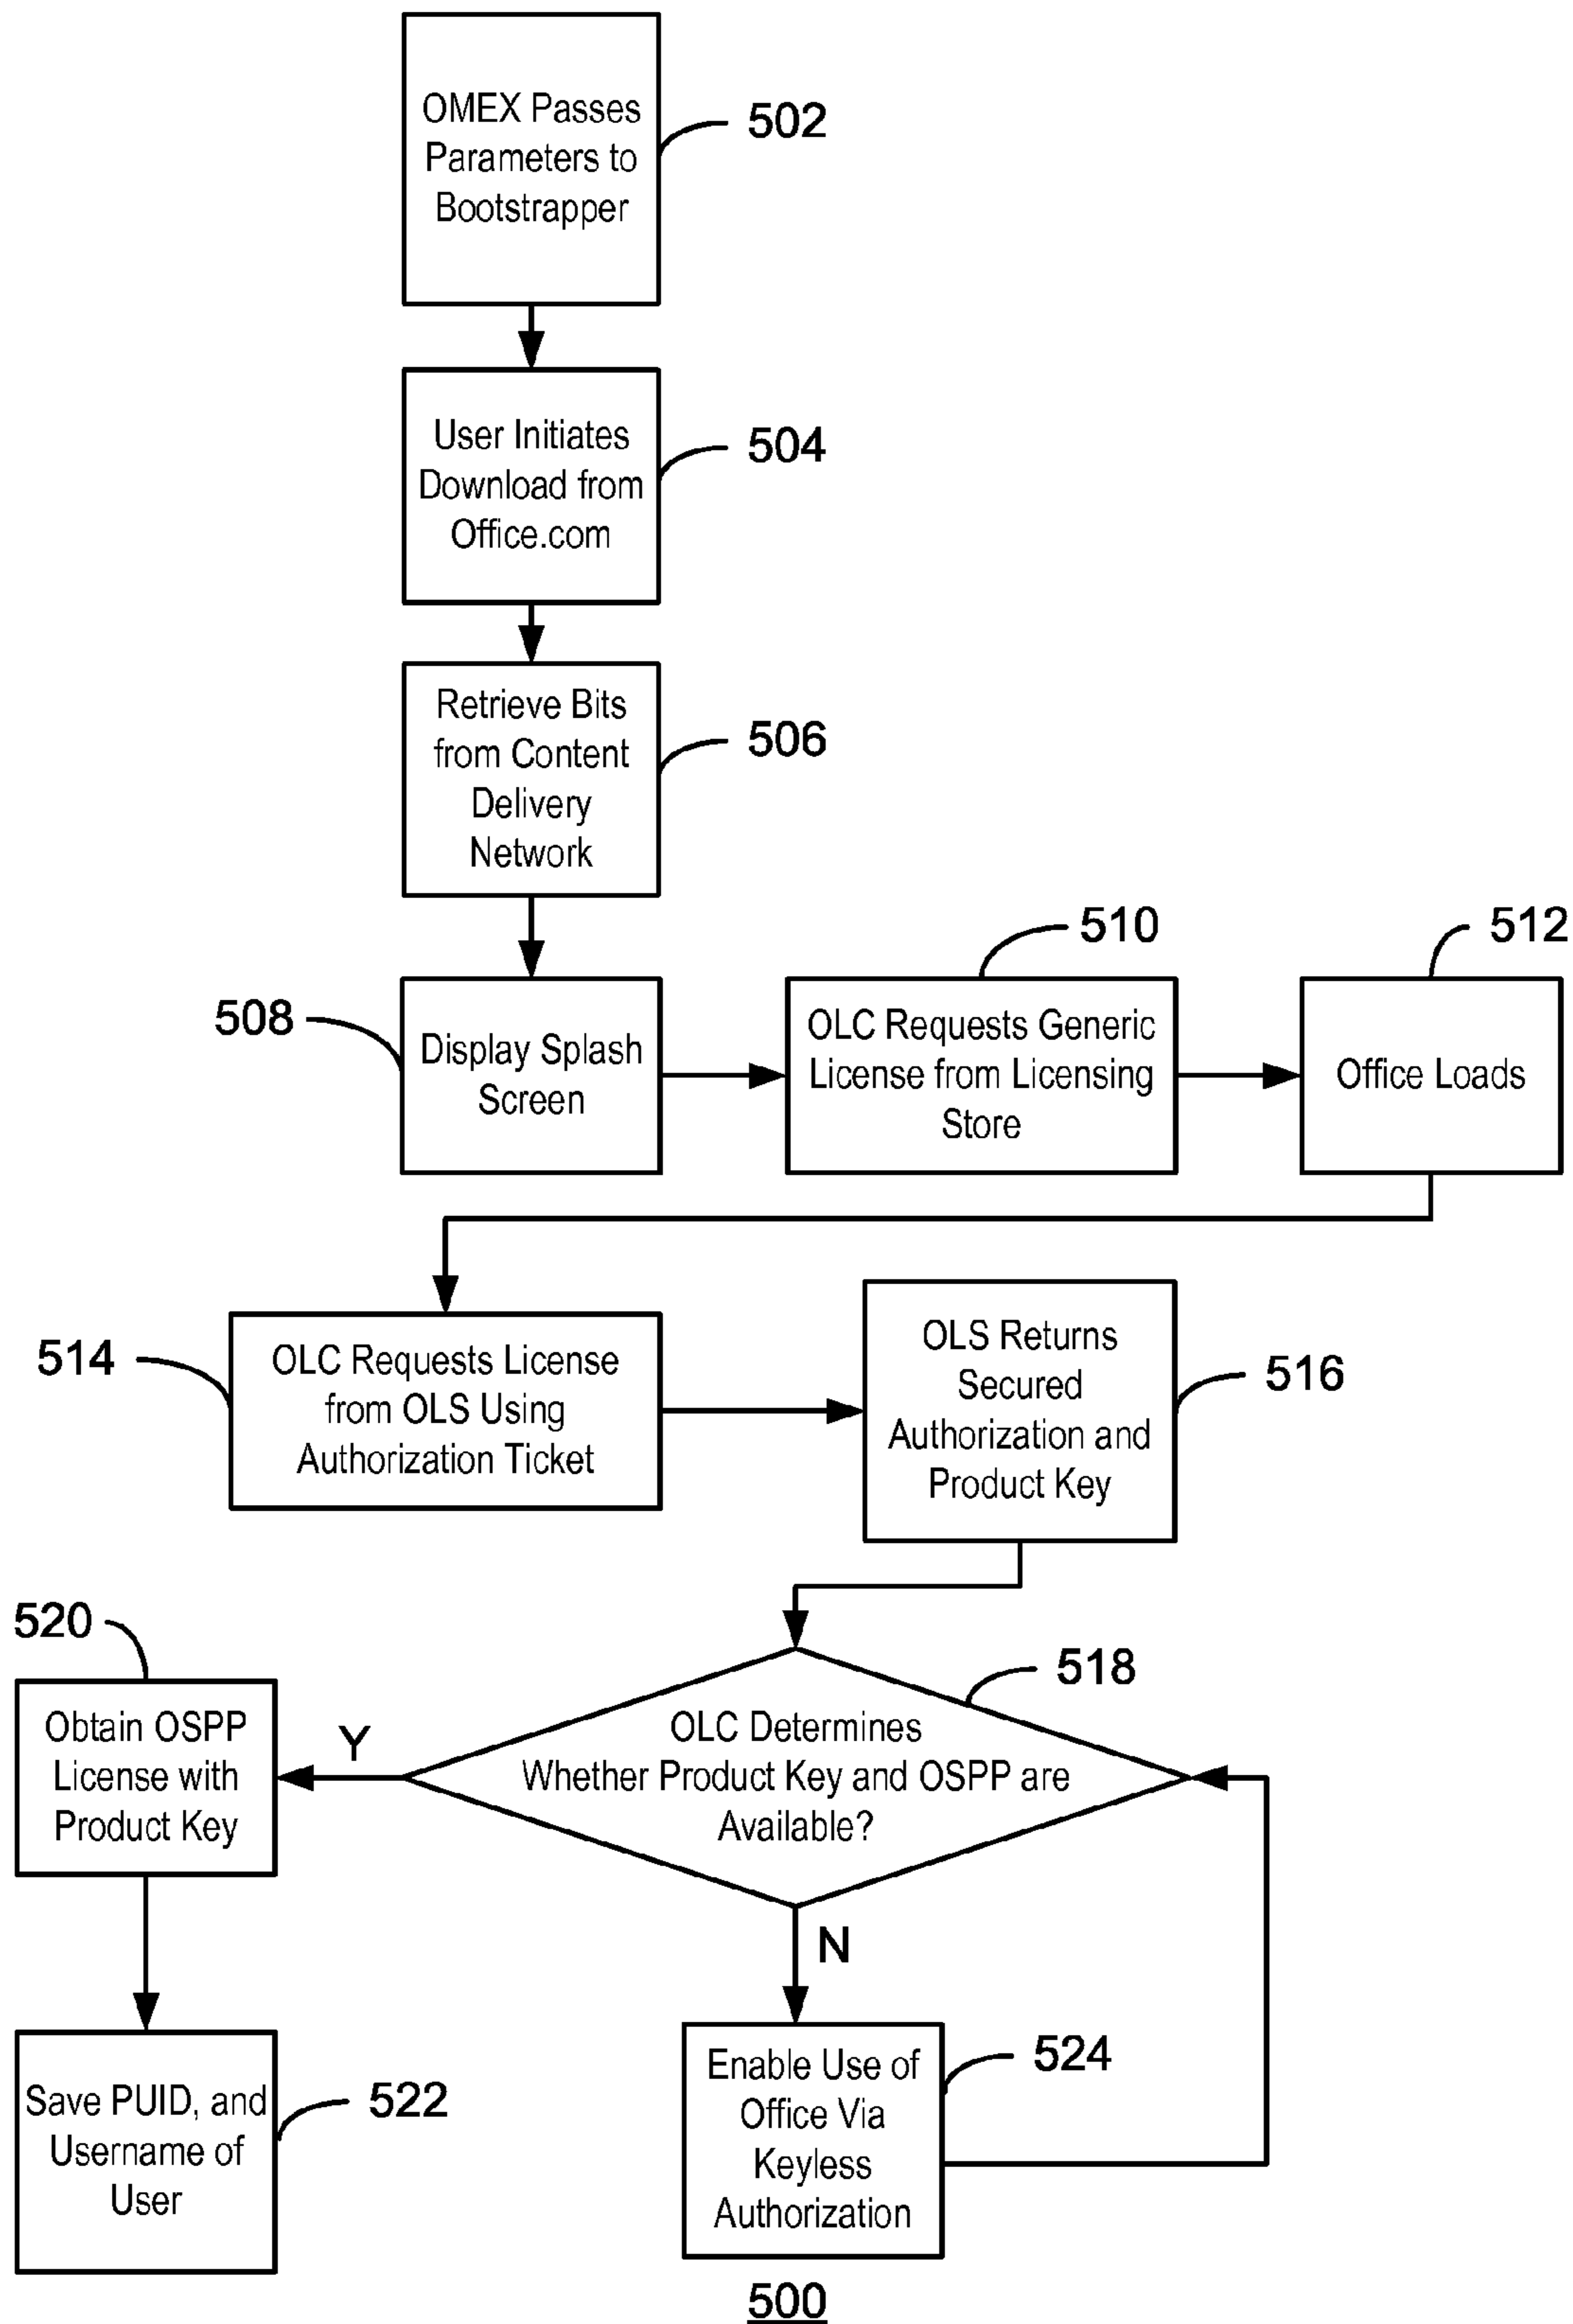 OMEX Passes
Parameters to
Bootstrapper
502
User Initiates
Download from
Office.com
504
Retrieve Bits
from Content
Delivery
Network
506
508
Display Splash
Screen
510
OLC Requests Generic
License from Licensing
Store
512
Office Loads
514
OLC Requests License
from OLS Using
Authorization Ticket
OLS Returns
Secured
Authorization and
Product Key
516
518
OLC Determines
Whether Product Key and OSPP are
Available?
Y
520
Obtain OSPP
License with
Product Key
Save PUID, and
Username of
User
522
N
Enable Use of
Office Via
Keyless
Authorization
524
500